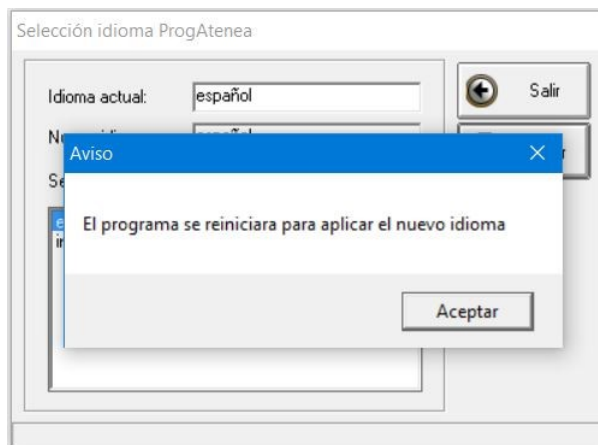 Selección idioma ProgAtenea
Idioma actual:
español
Salir
Aviso
El programa se reiniciara para aplicar el nuevo idioma
Aceptar